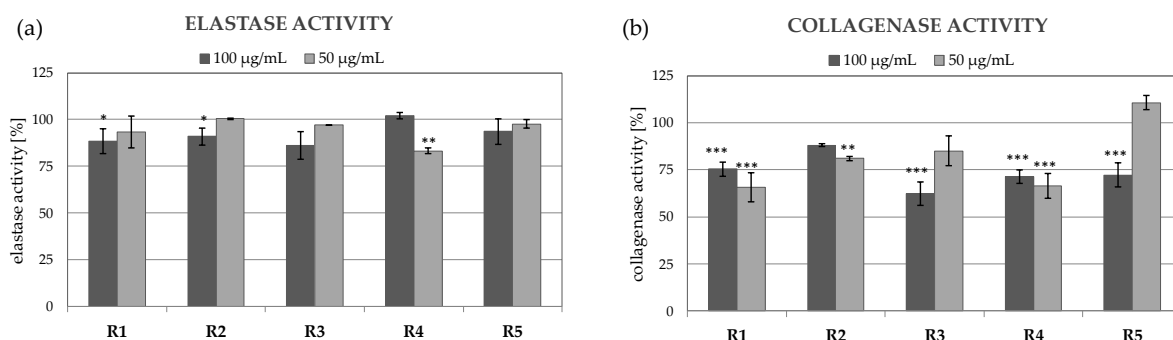 (a)
ELASTASE ACTIVITY
100 µg/mL 50 µg/mL
elastase activity [%]
125
100
75
50
25
0
* * **
R1 R2 R3 R4 R5
(b)
COLLAGENASE ACTIVITY
100 µg/mL 50 µg/mL
collagenase activity [%]
125
100
75
50
25
0
*** *** ** *** *** *** ***
R1 R2 R3 R4 R5